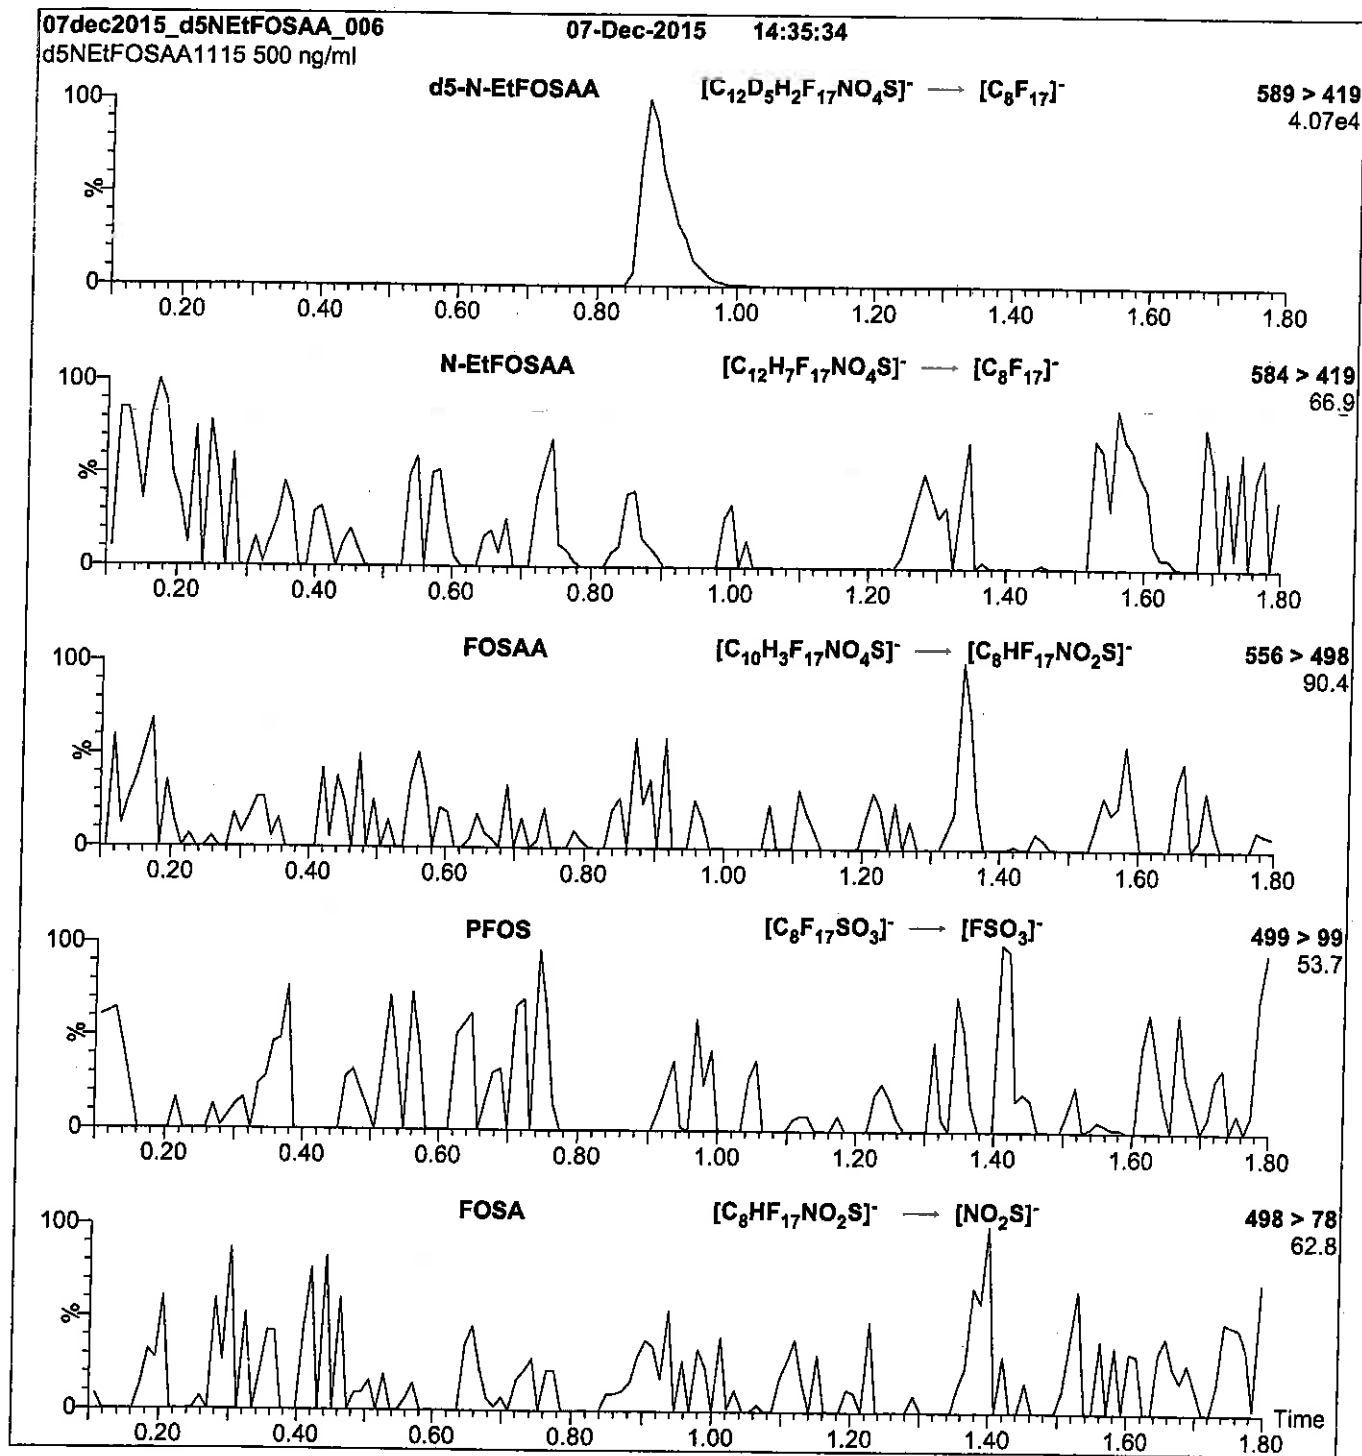 07dec2015_d5NEtFOSAA_006 07-Dec-2015 14:35:34
d5NEtFOSAA1115 500 ng/ml
d5-N-EtFOSAA [C12D5H2F17NO4S]- → [C8F17]- 589 > 419
4.07e4
100
%
0
0.20 0.40 0.60 0.80 1.00 1.20 1.40 1.60 1.80
N-EtFOSAA [C12H7F17NO4S]- → [C8F17]- 584 > 419
66.9
100
%
0
0.20 0.40 0.60 0.80 1.00 1.20 1.40 1.60 1.80
FOSAA [C10H3F17NO4S]- → [C8HF17NO2S]- 556 > 498
90.4
100
%
0
0.20 0.40 0.60 0.80 1.00 1.20 1.40 1.60 1.80
PFOS [C8F17SO3]- → [FSO3]- 499 > 99
53.7
100
%
0
0.20 0.40 0.60 0.80 1.00 1.20 1.40 1.60 1.80
FOSA [C8HF17NO2S]- → [NO2S]- 498 > 78
62.8
100
%
0
Time
0.20 0.40 0.60 0.80 1.00 1.20 1.40 1.60 1.80